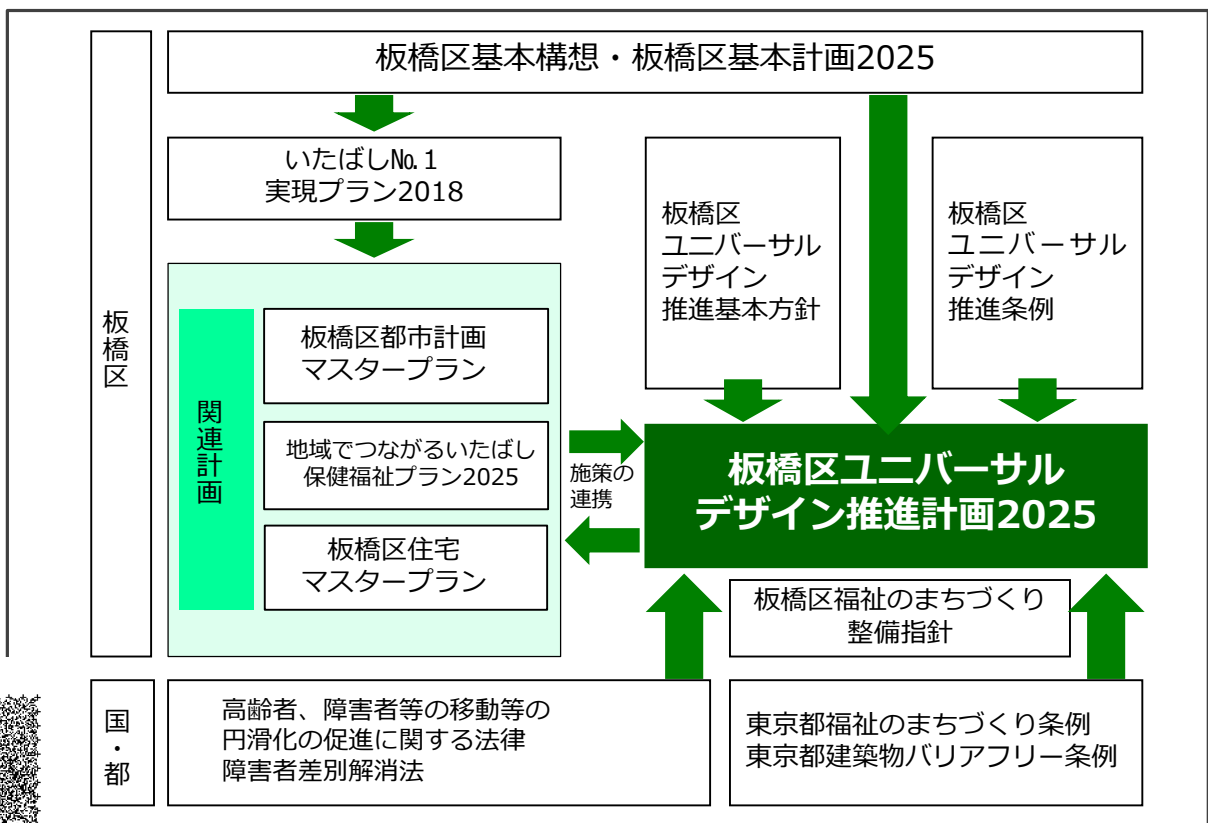 板橋区基本構想・板橋区基本計画2025
板橋区
いたばし№1
実現プラン2018
板橋区
ユニバーサル
デザイン
推進基本方針
板橋区
ユニバーサル
デザイン
推進条例
関連計画
板橋区都市計画
マスタープラン
地域でつながるいたばし
保健福祉プラン2025
板橋区住宅
マスタープラン
施策の
連携
板橋区ユニバーサル
デザイン推進計画2025
板橋区福祉のまちづくり
整備指針
国・都
高齢者、障害者等の移動等の
円滑化の促進に関する法律
障害者差別解消法
東京都福祉のまちづくり条例
東京都建築物バリアフリー条例